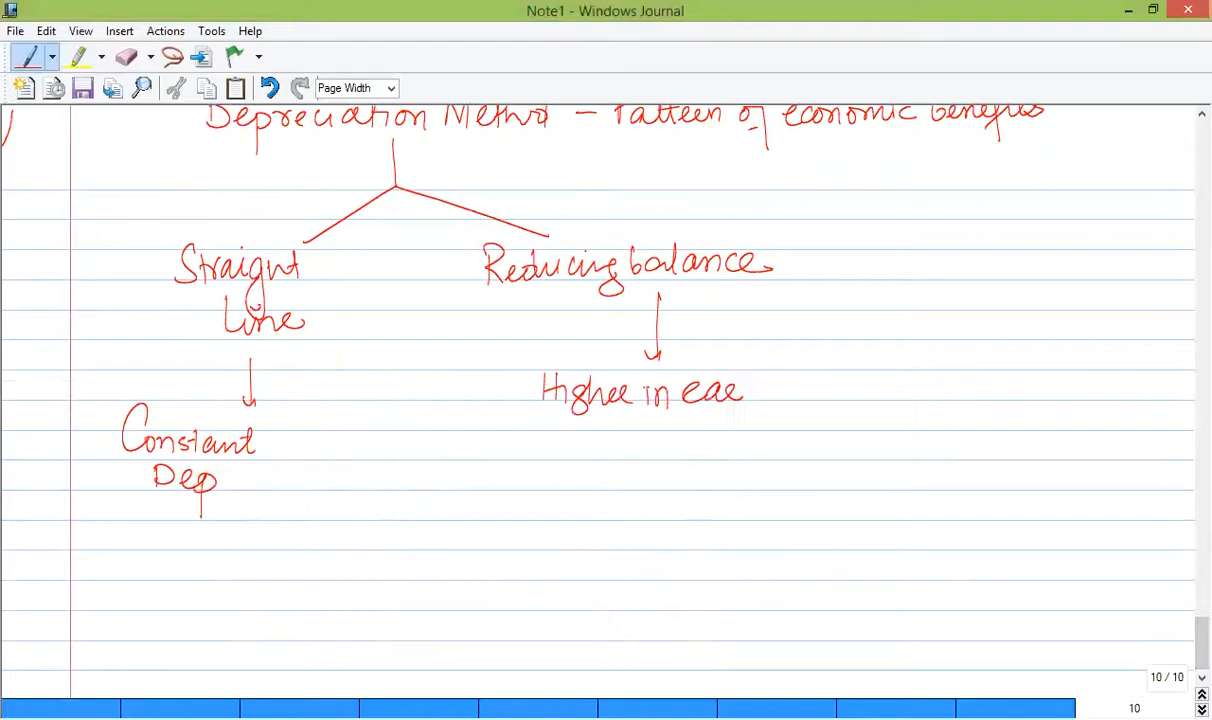 Note1 - Windows Journal
File Edit View Insert Actions Tools Help
Page Width
Depreciation Method - Pattern of economic benefits
Straight Reducing balance
Line
Higher in ear
Constant
Dep
10 / 10
10